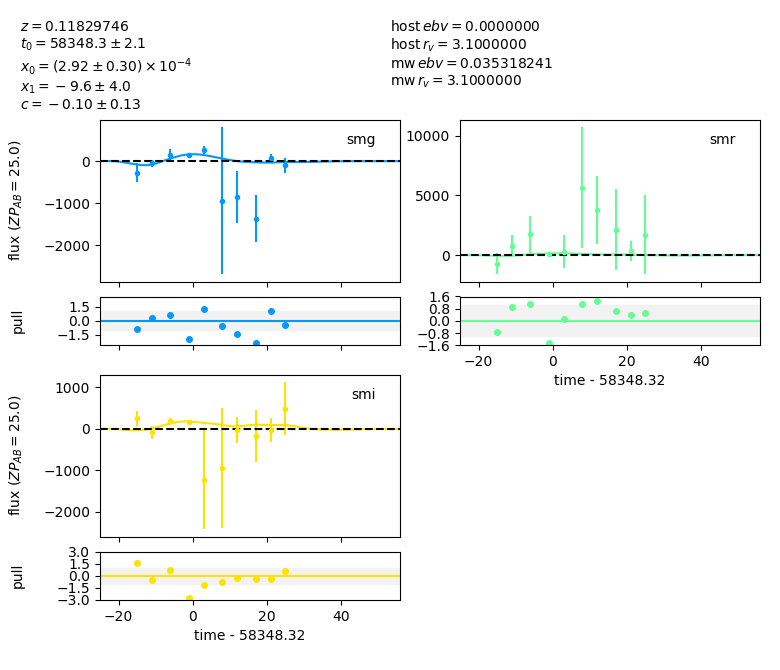 z = 0.11829746
t₀ = 58348.3 ± 2.1
x₀ = (2.92 ± 0.30) × 10⁻⁴
x₁ = −9.6 ± 4.0
c = −0.10 ± 0.13
host ebv = 0.0000000
host r_v = 3.1000000
mw ebv = 0.035318241
mw r_v = 3.1000000
flux (ZP_AB = 25.0)
smg
0
−1000
−2000
pull
1.5
0.0
−1.5
smr
10000
5000
0
1.6
0.8
0.0
−0.8
−1.6
−20
0
20
40
time - 58348.32
flux (ZP_AB = 25.0)
smi
1000
0
−1000
−2000
pull
3.0
1.5
0.0
−1.5
−3.0
−20
0
20
40
time - 58348.32